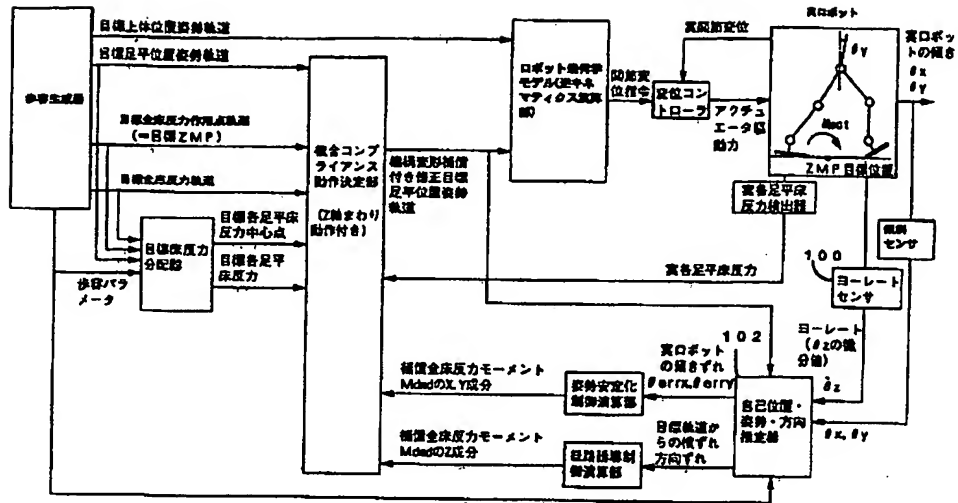 目標上体位置姿勢軌道
目標足平位置姿勢軌道
歩容生成器
目標全床反力作用点軌道
(=目標ZMP)
目標全床反力軌道
目標床反力
分配器
歩容パラ
メータ
目標各足平床
反力中心点
目標各足平
床反力
複合コンプ
ライアンス
動作決定部
(Z軸まわり
動作付き)
機構変形補償
付き修正目標
足平位置姿勢
軌道
ロボット幾何学
モデル(逆キネ
マティクス演算
部)
関節変
位指令
変位コント
ローラ
実関節変位
アクチュ
エータ駆
動力
実ロボット
θY
Mact
ZMP目標位置
実ロボッ
トの傾き
θx
θY
実各足平床
反力検出器
実各足平床反力
傾斜
センサ
100
ヨーレート
センサ
ヨーレート
(θzの微
分値)
θ̇z
θx,θY
102
実ロボット
の傾きずれ
θerrx,θerrY
自己位置・
姿勢・方向
推定器
目標軌道か
らの横ずれ
方向ずれ
姿勢安定化
制御演算部
経路誘導制
御演算部
補償全床反力モーメント
MdmdのX,Y成分
補償全床反力モーメント
MdmdのZ成分